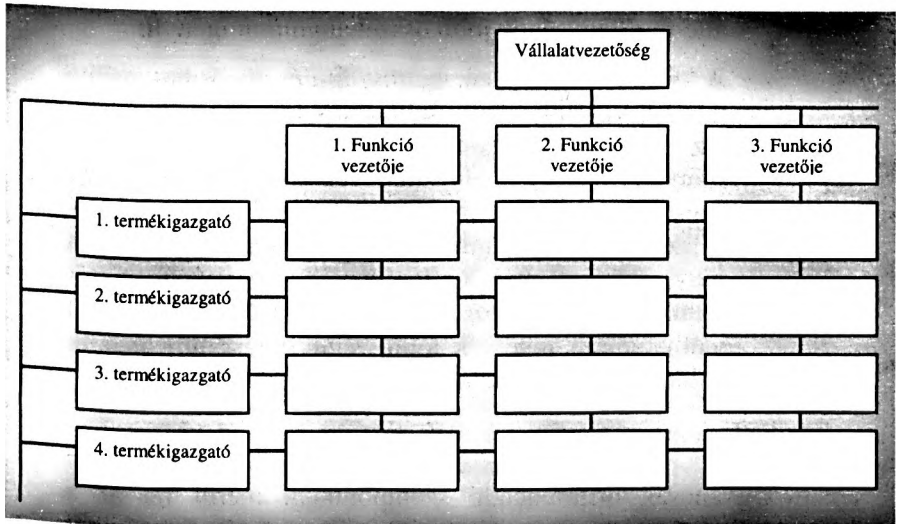 Vállalatvezetőség
1. Funkció
vezetője
2. Funkció
vezetője
3. Funkció
vezetője
1. termékigazgató
2. termékigazgató
3. termékigazgató
4. termékigazgató